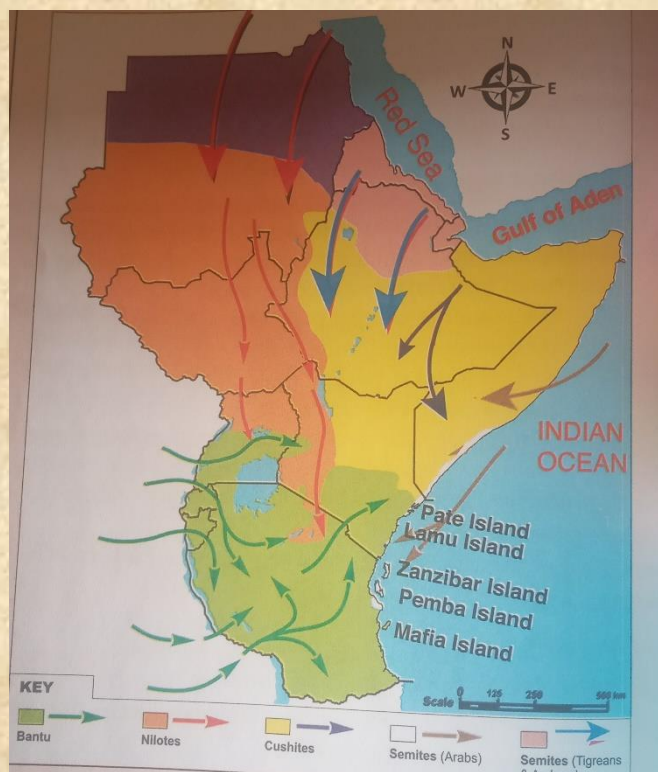 N
W E
S
Red Sea
Gulf of Aden
INDIAN
OCEAN
Pate Island
Lamu Island
Zanzibar Island
Pemba Island
Mafia Island
KEY
Scale 0 125 250 500 km
Bantu
Nilotes
Cushites
Semites (Arabs)
Semites (Tigreans